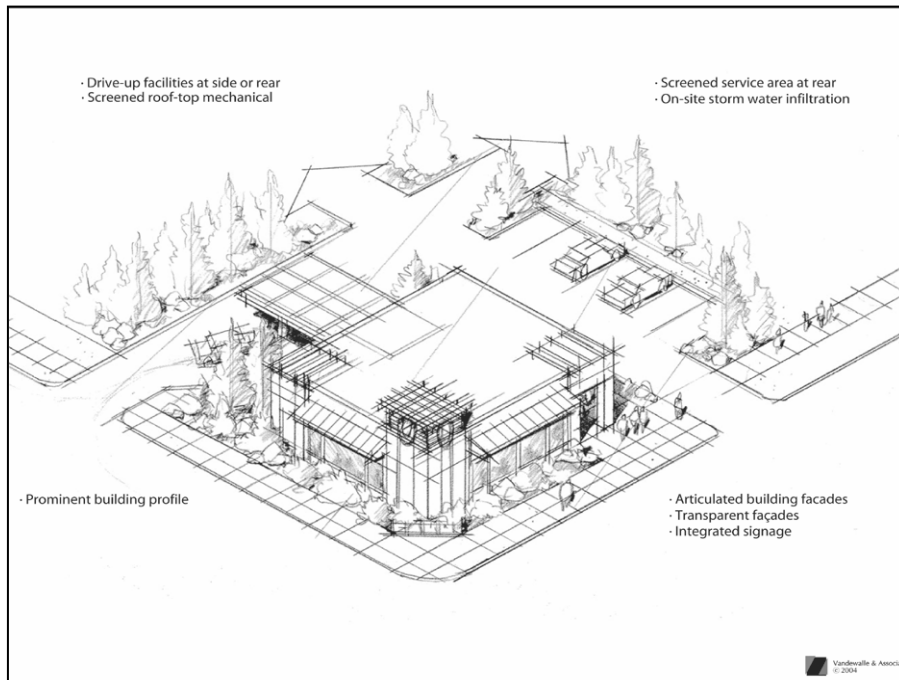 · Drive-up facilities at side or rear
· Screened roof-top mechanical
· Screened service area at rear
· On-site storm water infiltration
· Prominent building profile
· Articulated building facades
· Transparent façades
· Integrated signage
Vandewalle & Associa
© 2004